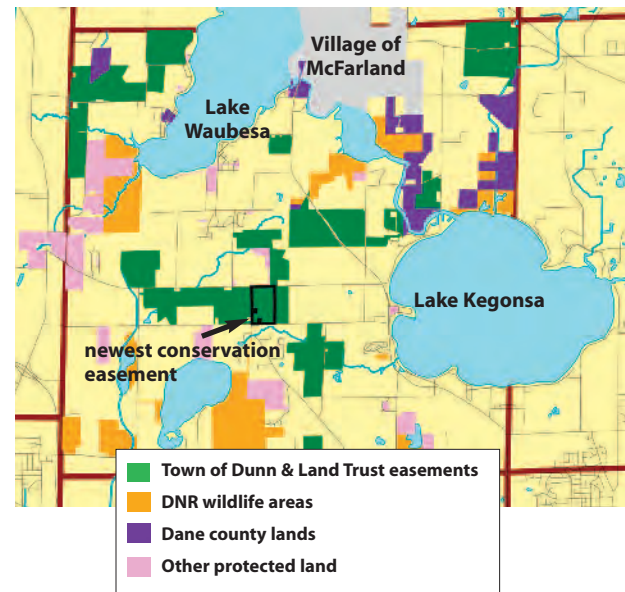 Village of
McFarland
Lake
Waubesa
Lake Kegonsa
newest conservation
easement
Town of Dunn & Land Trust easements
DNR wildlife areas
Dane county lands
Other protected land